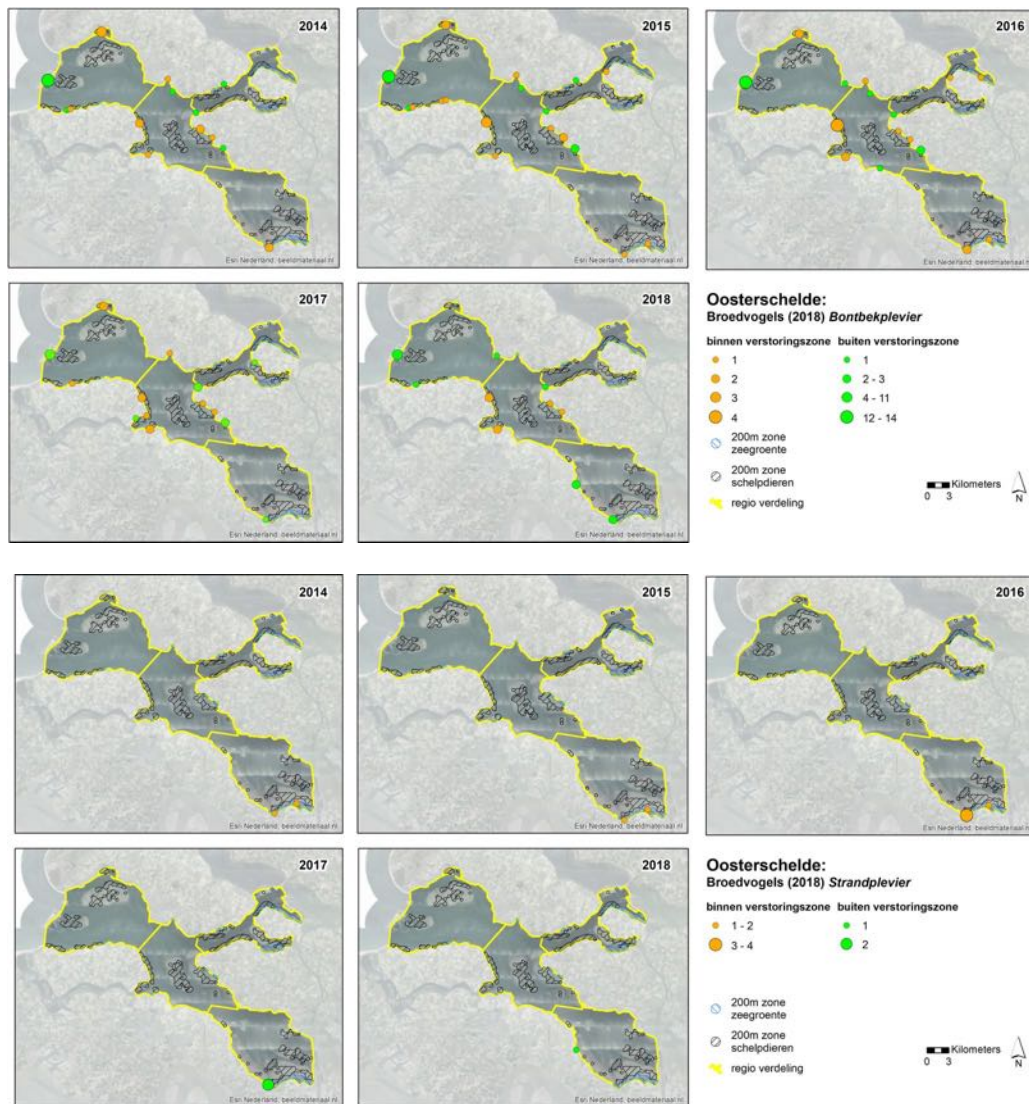 2014
Esri Nederland, beeldmateriaal.nl
2015
Esri Nederland, beeldmateriaal.nl
2016
Esri Nederland, beeldmateriaal.nl
2017
Esri Nederland, beeldmateriaal.nl
2018
Esri Nederland, beeldmateriaal.nl
Oosterschelde:
Broedvogels (2018) Bontbekplevier
binnen verstoringszone buiten verstoringszone
1 1
2 2 - 3
3 4 - 11
4 12 - 14
200m zone
zeegroente
200m zone
schelpdieren
regio verdeling
Kilometers
0 3
N
2014
Esri Nederland, beeldmateriaal.nl
2015
Esri Nederland, beeldmateriaal.nl
2016
Esri Nederland, beeldmateriaal.nl
2017
Esri Nederland, beeldmateriaal.nl
2018
Esri Nederland, beeldmateriaal.nl
Oosterschelde:
Broedvogels (2018) Strandplevier
binnen verstoringszone buiten verstoringszone
1 - 2 1
3 - 4 2
200m zone
zeegroente
200m zone
schelpdieren
regio verdeling
Kilometers
0 3
N